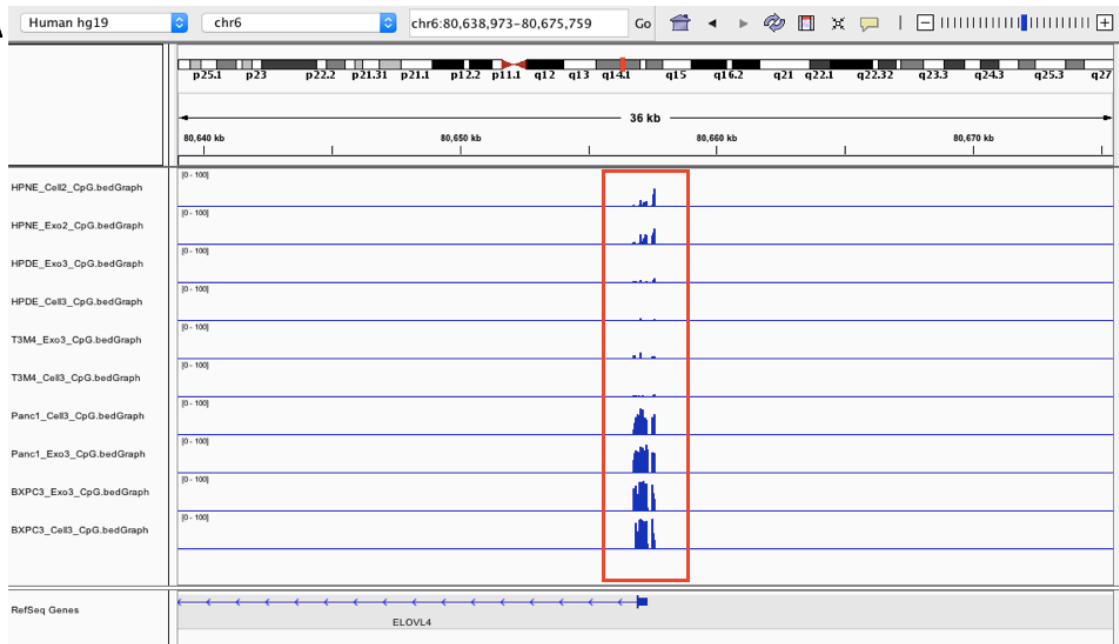 A
Human hg19 chr6 chr6:80,638,973-80,675,759 Go
p25.1 p23 p22.2 p21.31 p21.1 p12.2 p11.1 q12 q13 q14.1 q15 q16.2 q21 q22.1 q22.32 q23.3 q24.3 q25.3 q27
36 kb
80,640 kb 80,650 kb 80,660 kb 80,670 kb
HPNE_Cell2_CpG.bedGraph [0 - 100]
HPNE_Exo2_CpG.bedGraph [0 - 100]
HPDE_Exo3_CpG.bedGraph [0 - 100]
HPDE_Cell3_CpG.bedGraph [0 - 100]
T3M4_Exo3_CpG.bedGraph [0 - 100]
T3M4_Cell3_CpG.bedGraph [0 - 100]
Panc1_Cell3_CpG.bedGraph [0 - 100]
Panc1_Exo3_CpG.bedGraph [0 - 100]
BXPC3_Exo3_CpG.bedGraph [0 - 100]
BXPC3_Cell3_CpG.bedGraph [0 - 100]
RefSeq Genes
ELOVL4